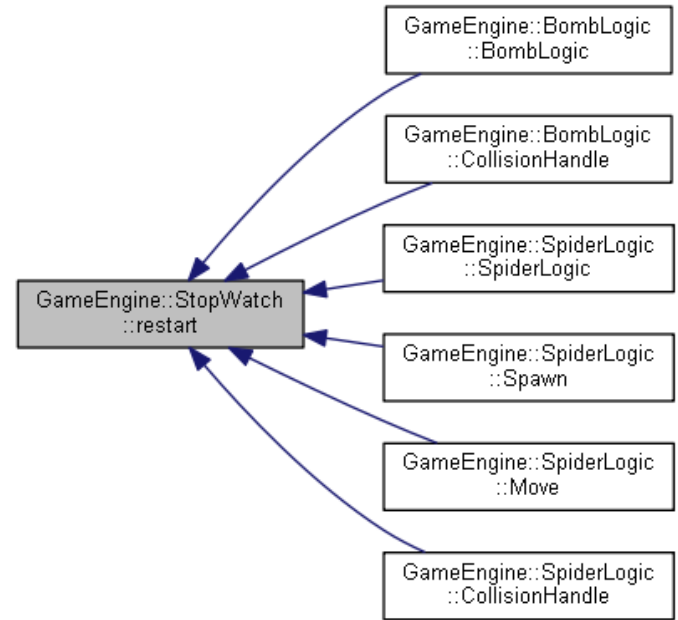 GameEngine::BombLogic
::BombLogic
GameEngine::BombLogic
::CollisionHandle
GameEngine::SpiderLogic
::SpiderLogic
GameEngine::StopWatch
::restart
GameEngine::SpiderLogic
::Spawn
GameEngine::SpiderLogic
::Move
GameEngine::SpiderLogic
::CollisionHandle